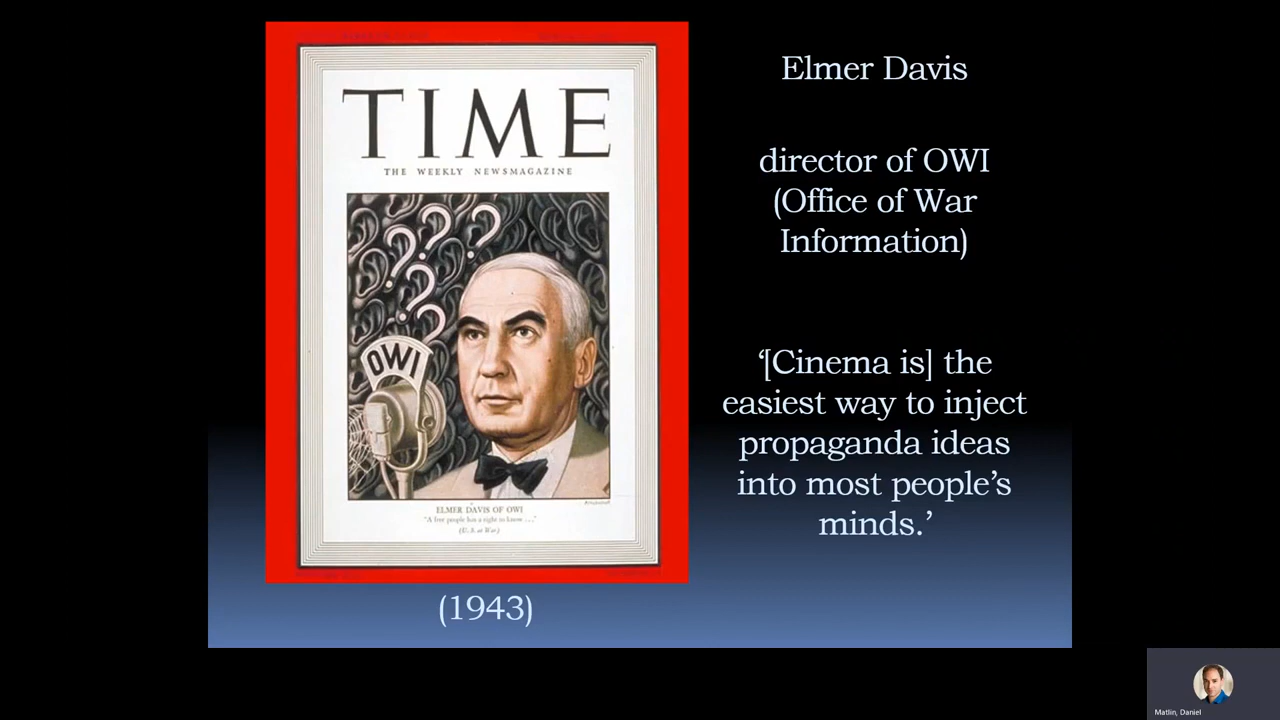 TIME
THE WEEKLY NEWSMAGAZINE
? ? ? ? ? ?
OWI
ELMER DAVIS OF OWI
"A free people has a right to know ..."
(U. S. at War)
(1943)
Elmer Davis
director of OWI
(Office of War
Information)
‘[Cinema is] the
easiest way to inject
propaganda ideas
into most people’s
minds.’
Matlin, Daniel